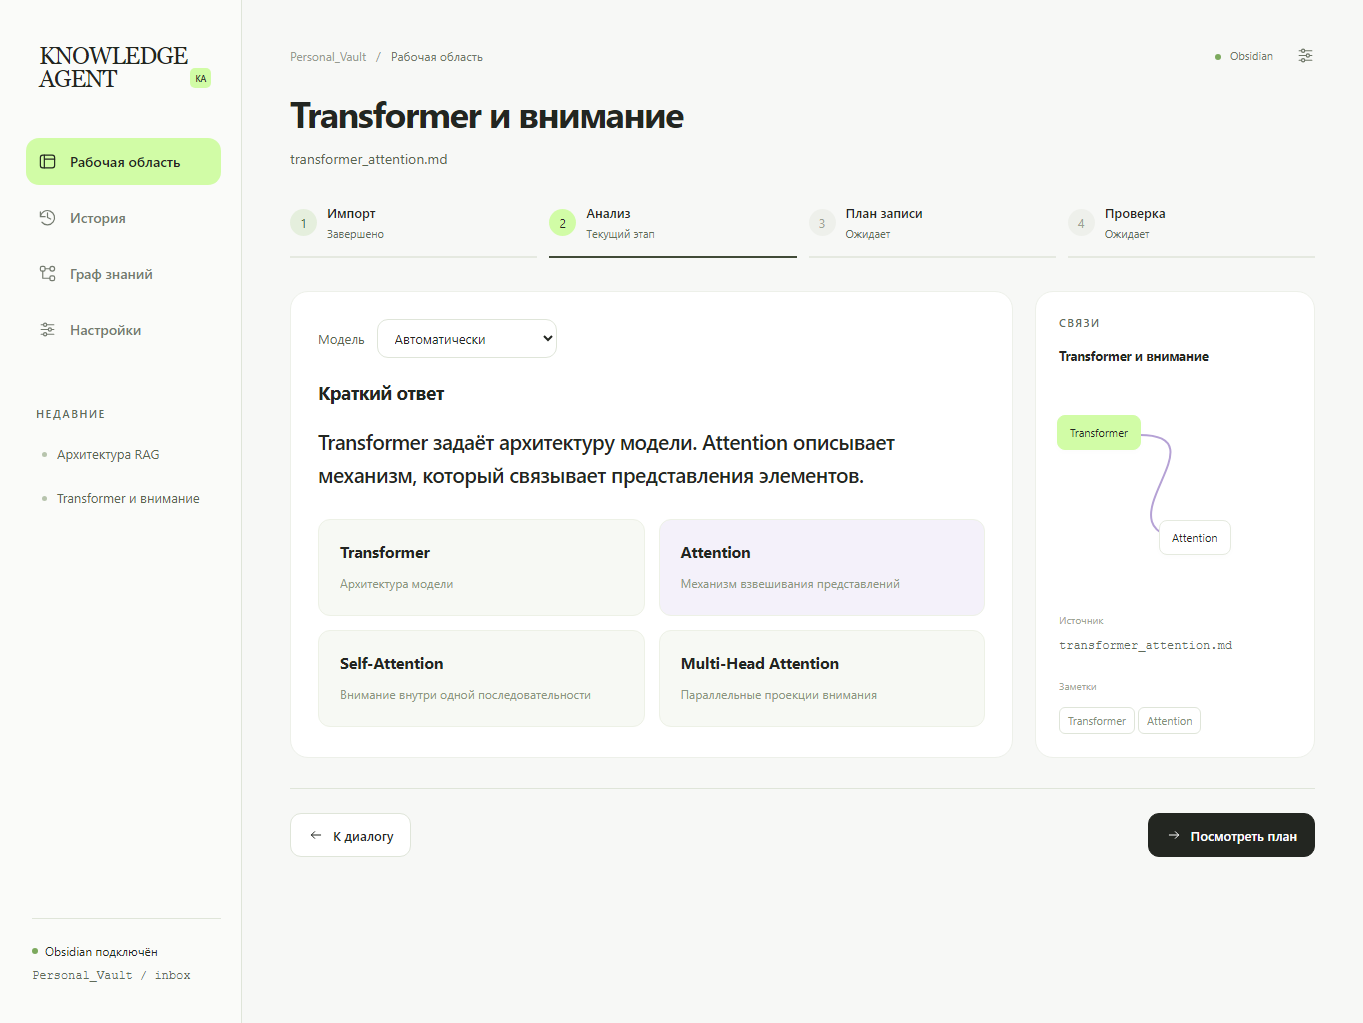 KNOWLEDGE
AGENT
KA
Рабочая область
История
Граф знаний
Настройки
НЕДАВНИЕ
Архитектура RAG
Transformer и внимание
Obsidian подключён
Personal_Vault / inbox
Personal_Vault / Рабочая область
Obsidian
Transformer и внимание
transformer_attention.md
1 Импорт
Завершено
2 Анализ
Текущий этап
3 План записи
Ожидает
4 Проверка
Ожидает
Модель Автоматически
Краткий ответ
Transformer задаёт архитектуру модели. Attention описывает
механизм, который связывает представления элементов.
Transformer
Архитектура модели
Attention
Механизм взвешивания представлений
Self-Attention
Внимание внутри одной последовательности
Multi-Head Attention
Параллельные проекции внимания
СВЯЗИ
Transformer и внимание
Transformer
Attention
Источник
transformer_attention.md
Заметки
Transformer Attention
← К диалогу
→ Посмотреть план